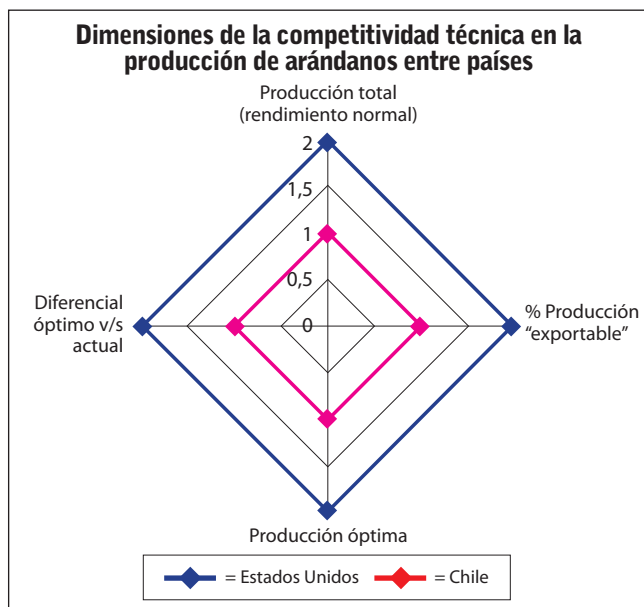 Dimensiones de la competitividad técnica en la
producción de arándanos entre países
Producción total
(rendimiento normal)
2
1,5
1
0,5
0
Diferencial
óptimo v/s
actual
% Producción
“exportable”
Producción óptima
= Estados Unidos
= Chile